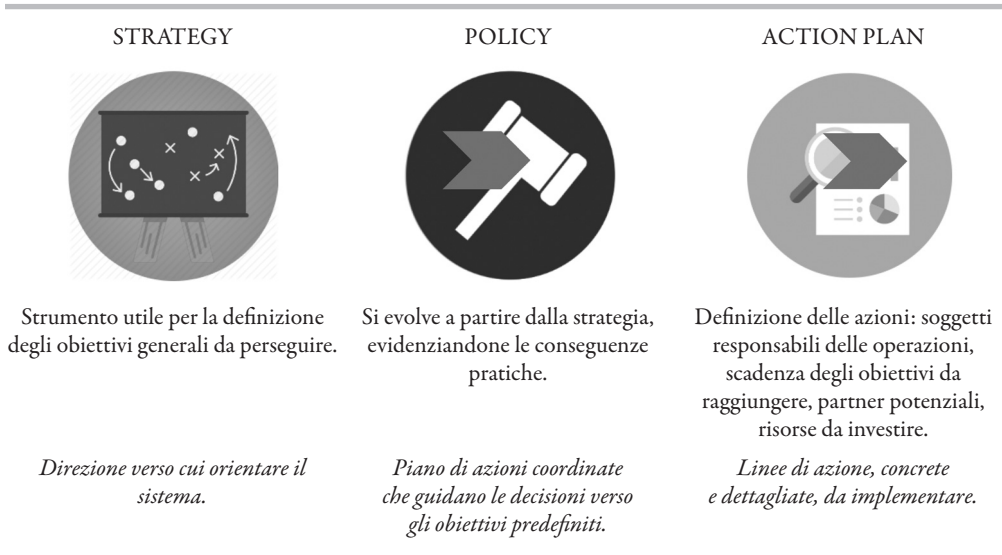 STRATEGY
POLICY
ACTION PLAN
Strumento utile per la definizione
degli obiettivi generali da perseguire.
Si evolve a partire dalla strategia,
evidenziandone le conseguenze
pratiche.
Definizione delle azioni: soggetti
responsabili delle operazioni,
scadenza degli obiettivi da
raggiungere, partner potenziali,
risorse da investire.
Direzione verso cui orientare il
sistema.
Piano di azioni coordinate
che guidano le decisioni verso
gli obiettivi predefiniti.
Linee di azione, concrete
e dettagliate, da implementare.